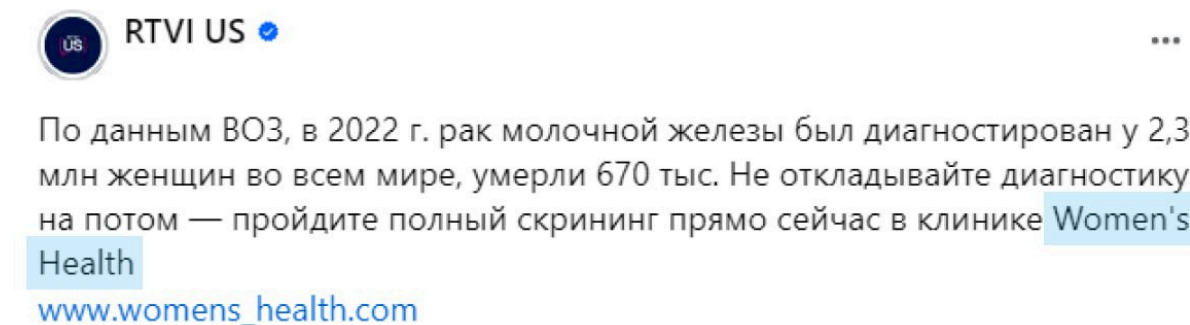 ÜS
RTVI US
По данным ВОЗ, в 2022 г. рак молочной железы был диагностирован у 2,3
млн женщин во всем мире, умерли 670 тыс. Не откладывайте диагностику
на потом — пройдите полный скрининг прямо сейчас в клинике Women's
Health
www.womens_health.com